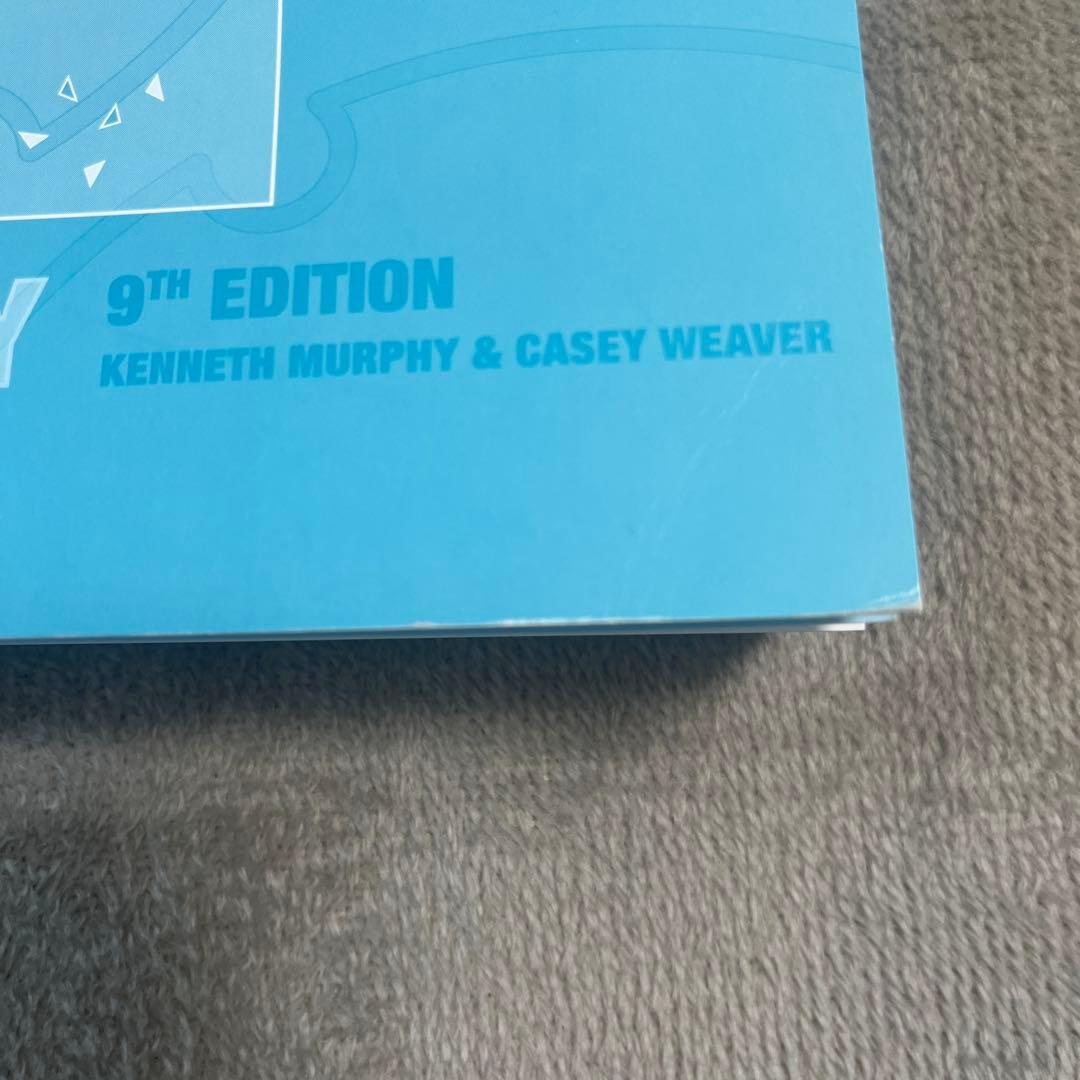 Y
9TH EDITION
KENNETH MURPHY & CASEY WEAVER